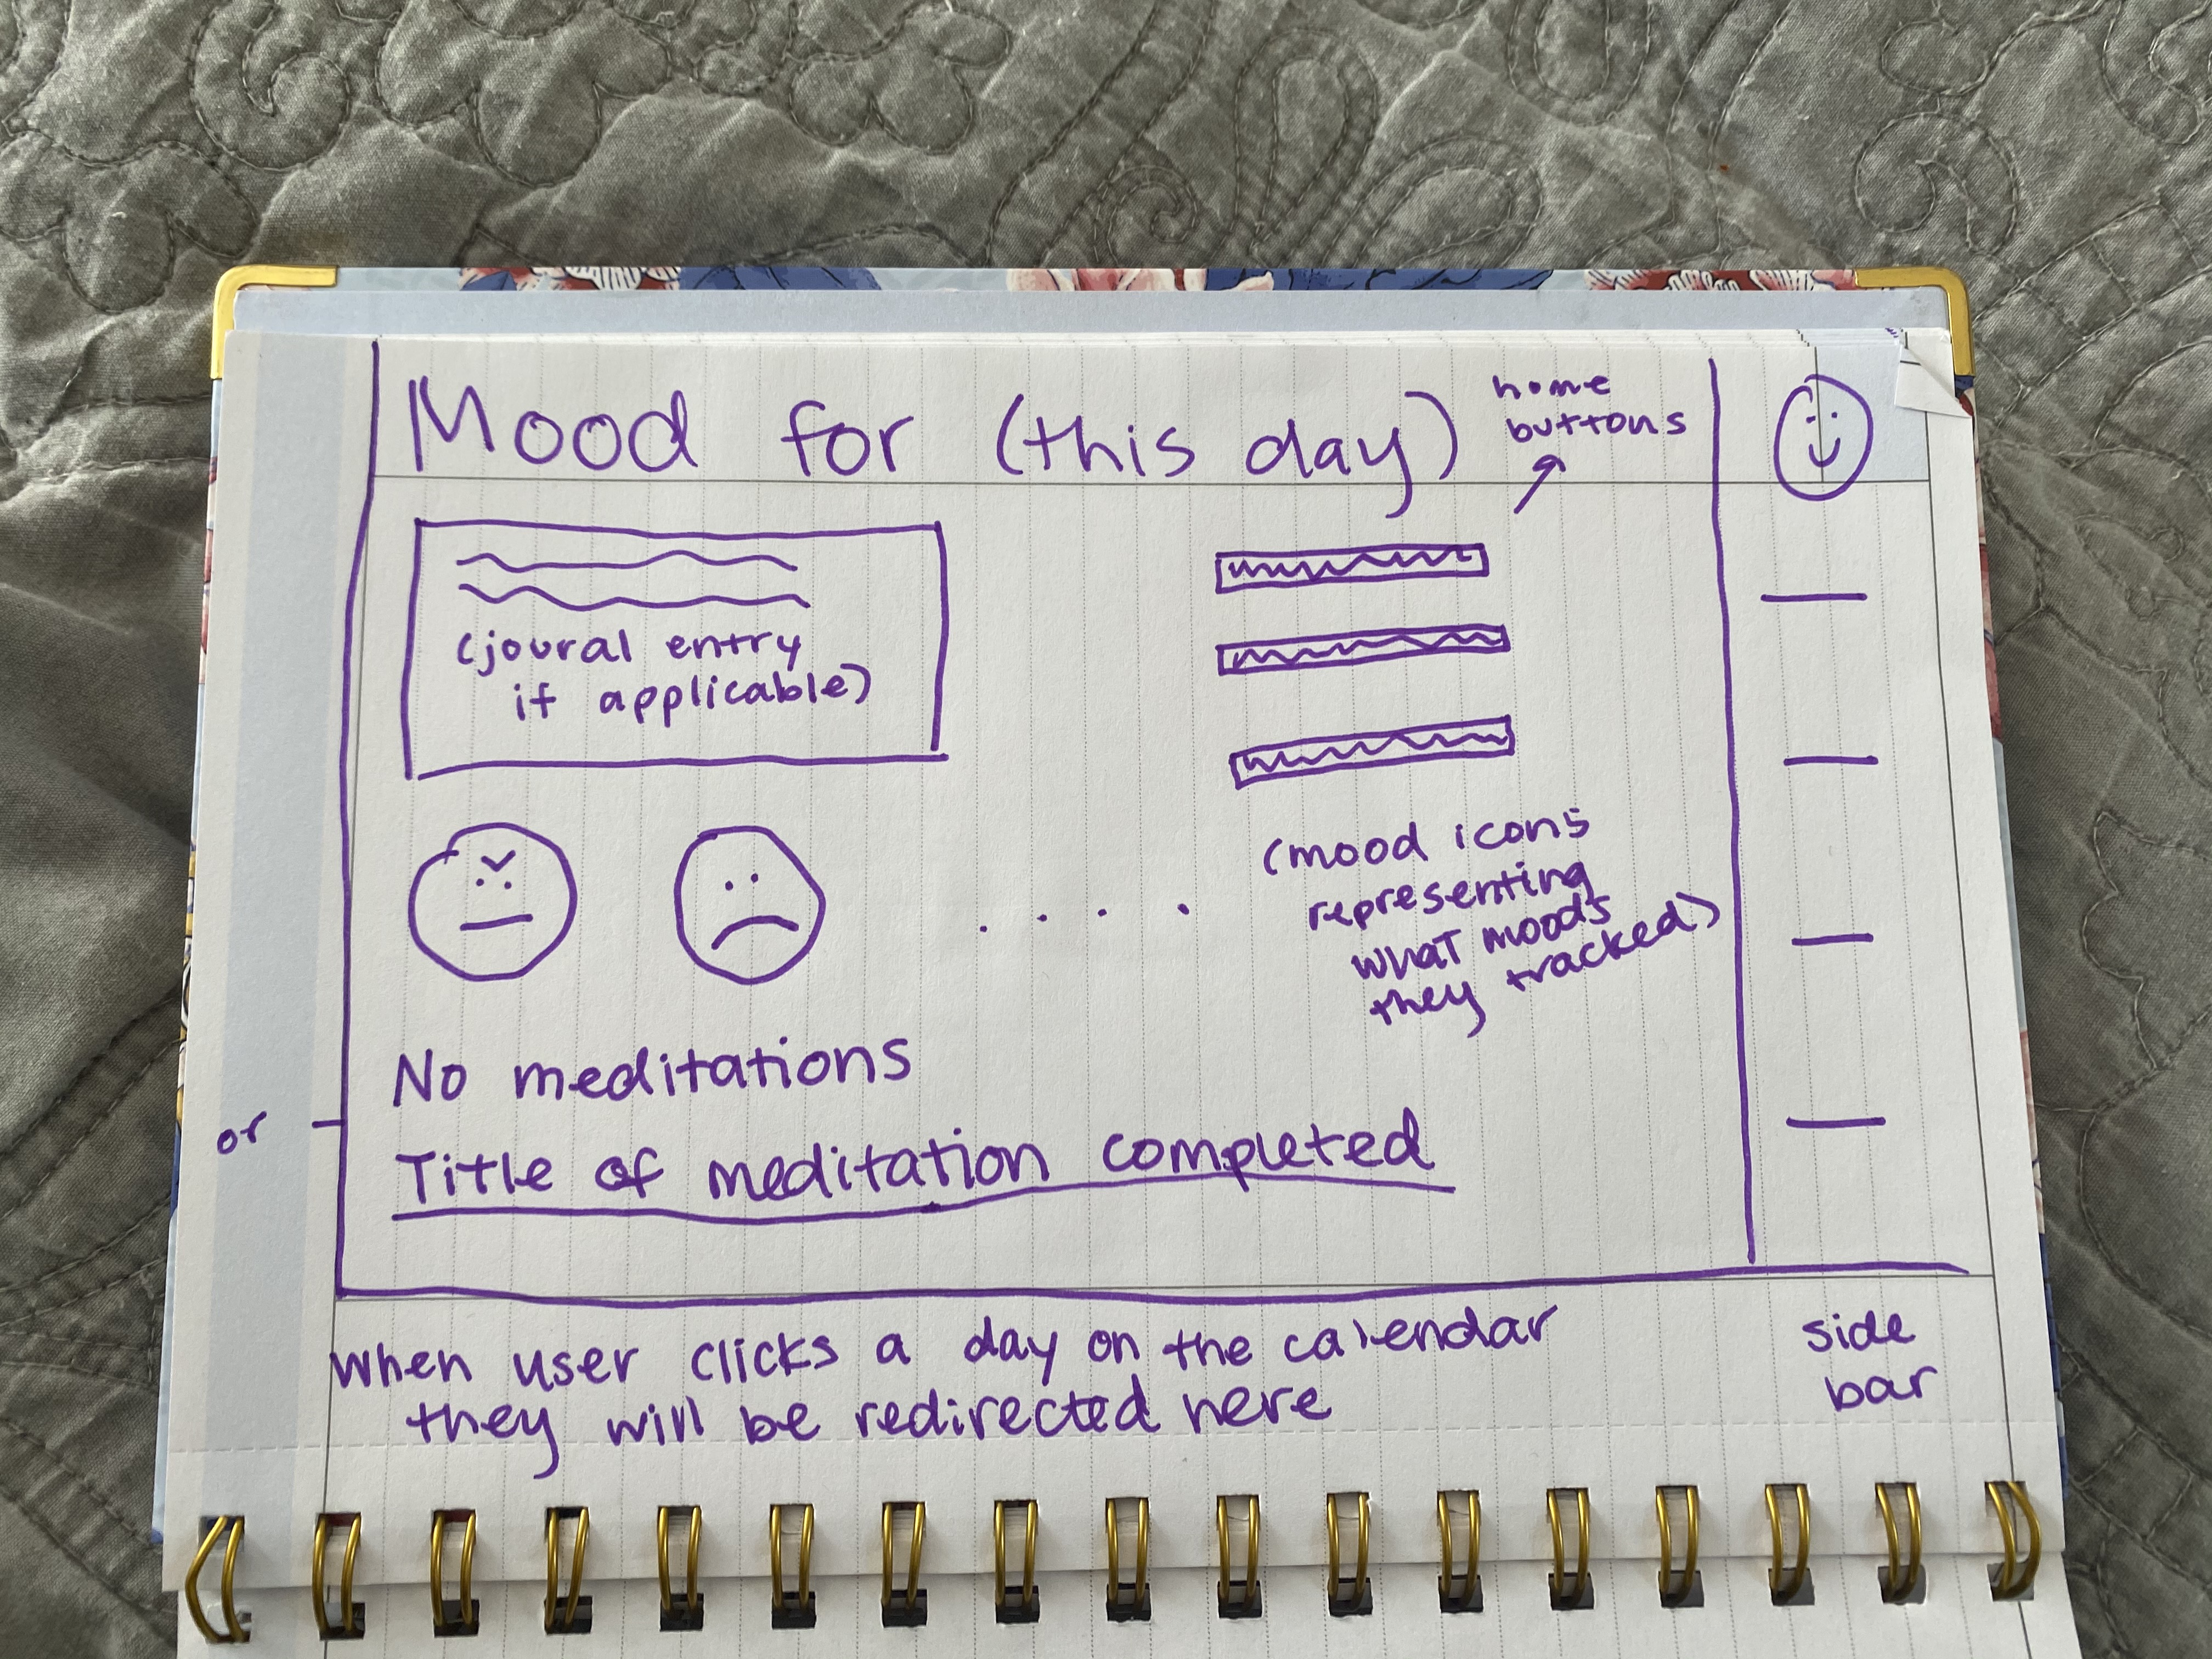 Mood for (this day)
home
buttons
(joural entry
if applicable)
(mood icons
representing
what moods
they tracked)
No meditations
or - Title of meditation completed
when user clicks a day on the calendar
they will be redirected here
side
bar